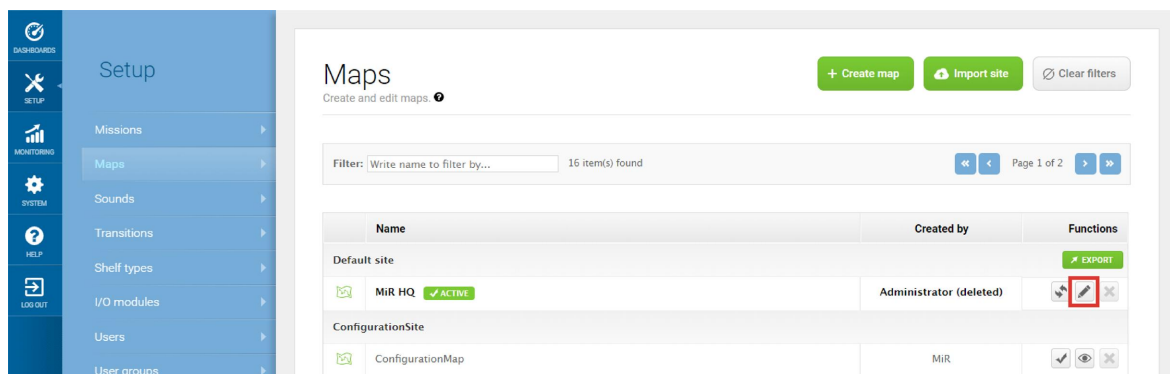 DASHBOARDS
SETUP
MONITORING
SYSTEM
HELP
LOG OUT
Setup
Missions
Maps
Sounds
Transitions
Shelf types
I/O modules
Users
User groups
Maps
Create and edit maps. ?
+ Create map
Import site
Clear filters
Filter: Write name to filter by... 16 item(s) found
« ‹ Page 1 of 2 › »
Name Created by Functions
Default site EXPORT
MiR HQ ✓ ACTIVE Administrator (deleted)
ConfigurationSite
ConfigurationMap MiR